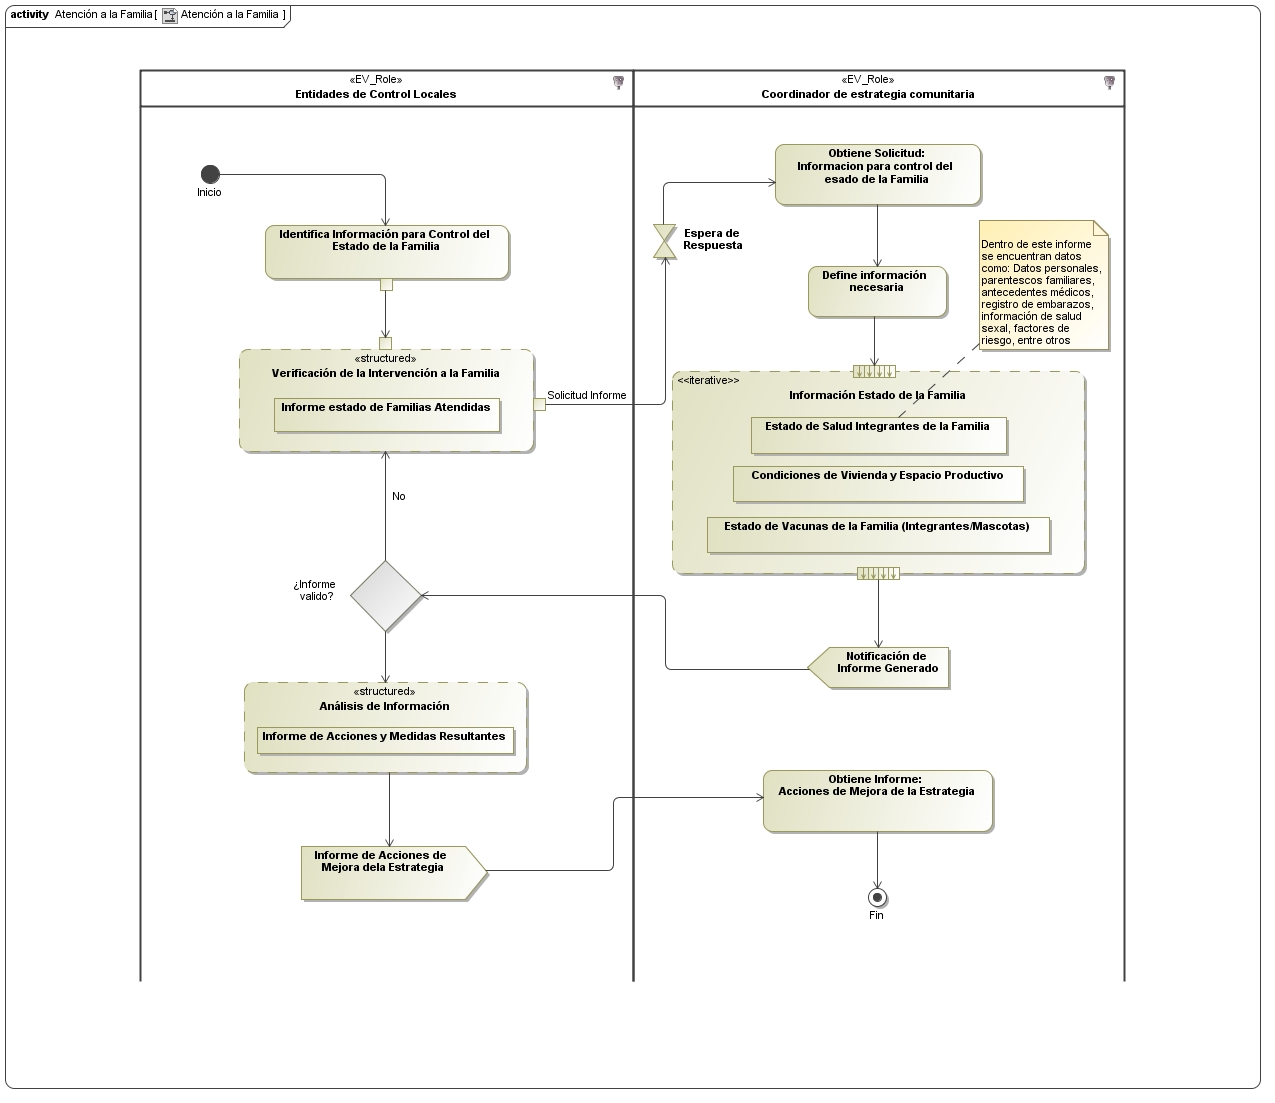 activity Atención a la Familia [ Atención a la Familia ]
«EV_Role»
Entidades de Control Locales
«EV_Role»
Coordinador de estrategia comunitaria
Inicio
Identifica Información para Control del
Estado de la Familia
«structured»
Verificación de la Intervención a la Familia
Informe estado de Familias Atendidas
Solicitud Informe
No
¿Informe
valido?
«structured»
Análisis de Información
Informe de Acciones y Medidas Resultantes
Informe de Acciones de
Mejora dela Estrategia
Obtiene Solicitud:
Informacion para control del
esado de la Familia
Espera de
Respuesta
Define información
necesaria
Dentro de este informe
se encuentran datos
como: Datos personales,
parentescos familiares,
antecedentes médicos,
registro de embarazos,
información de salud
sexal, factores de
riesgo, entre otros
<<iterative>>
Información Estado de la Familia
Estado de Salud Integrantes de la Familia
Condiciones de Vivienda y Espacio Productivo
Estado de Vacunas de la Familia (Integrantes/Mascotas)
Notificación de
Informe Generado
Obtiene Informe:
Acciones de Mejora de la Estrategia
Fin